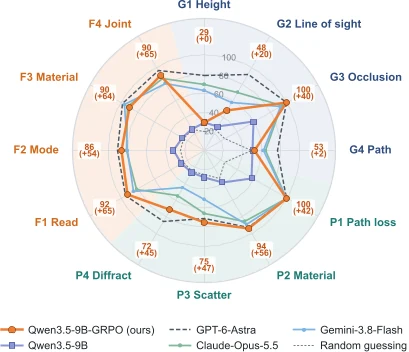 G1 Height
F4 Joint
G2 Line of sight
29
(+0)
90
(+65)
48
(+20)
100
F3 Material
G3 Occlusion
90
(+64)
80
100
(+40)
40
20
F2 Mode
86
(+54)
53
(+2)
G4 Path
F1 Read
92
(+65)
100
(+42)
P1 Path loss
72
(+45)
94
(+56)
P4 Diffract
75
(+47)
P2 Material
P3 Scatter
Qwen3.5-9B-GRPO (ours)
GPT-6-Astra
Gemini-3.8-Flash
Qwen3.5-9B
Claude-Opus-5.5
Random guessing